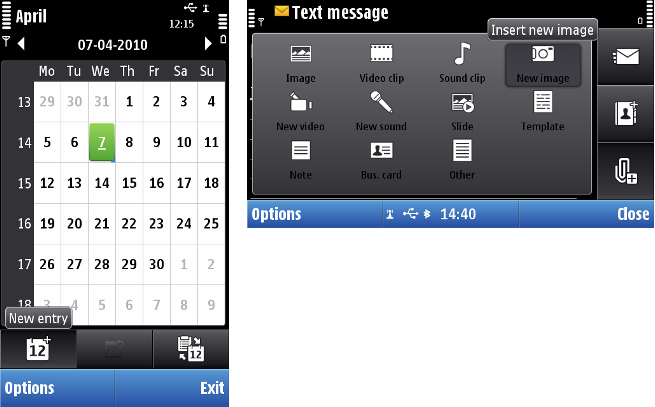 April
12:15
07-04-2010
Mo Tu We Th Fr Sa Su
13 29 30 31 1 2 3 4
14 5 6 7 8 9 10 11
15 12 13 14 15 16 17 18
16 19 20 21 22 23 24 25
17 26 27 28 29 30 1 2
18 3 4 5 6 7 8 9
New entry
12 12
Options Exit
Text message
Insert new image
Image Video clip Sound clip New image
New video New sound Slide Template
Note Bus. card Other
Options 14:40 Close